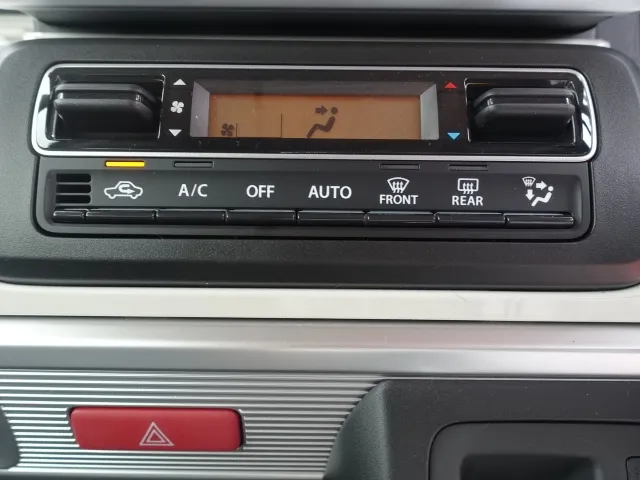 A/C OFF AUTO FRONT REAR